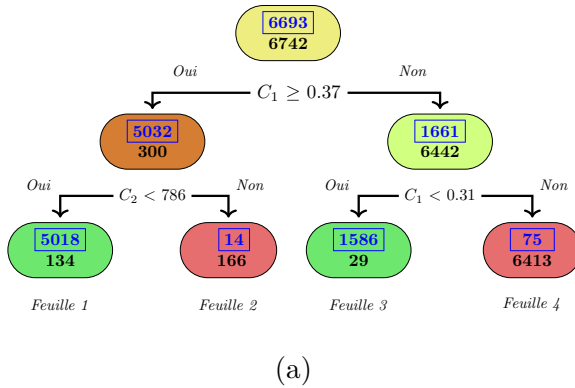 6693
6742
Oui
Non
C₁ ≥ 0.37
5032
300
1661
6442
Oui
C₂ < 786
Non
Oui
C₁ < 0.31
Non
5018
134
14
166
1586
29
75
6413
Feuille 1
Feuille 2
Feuille 3
Feuille 4
(a)